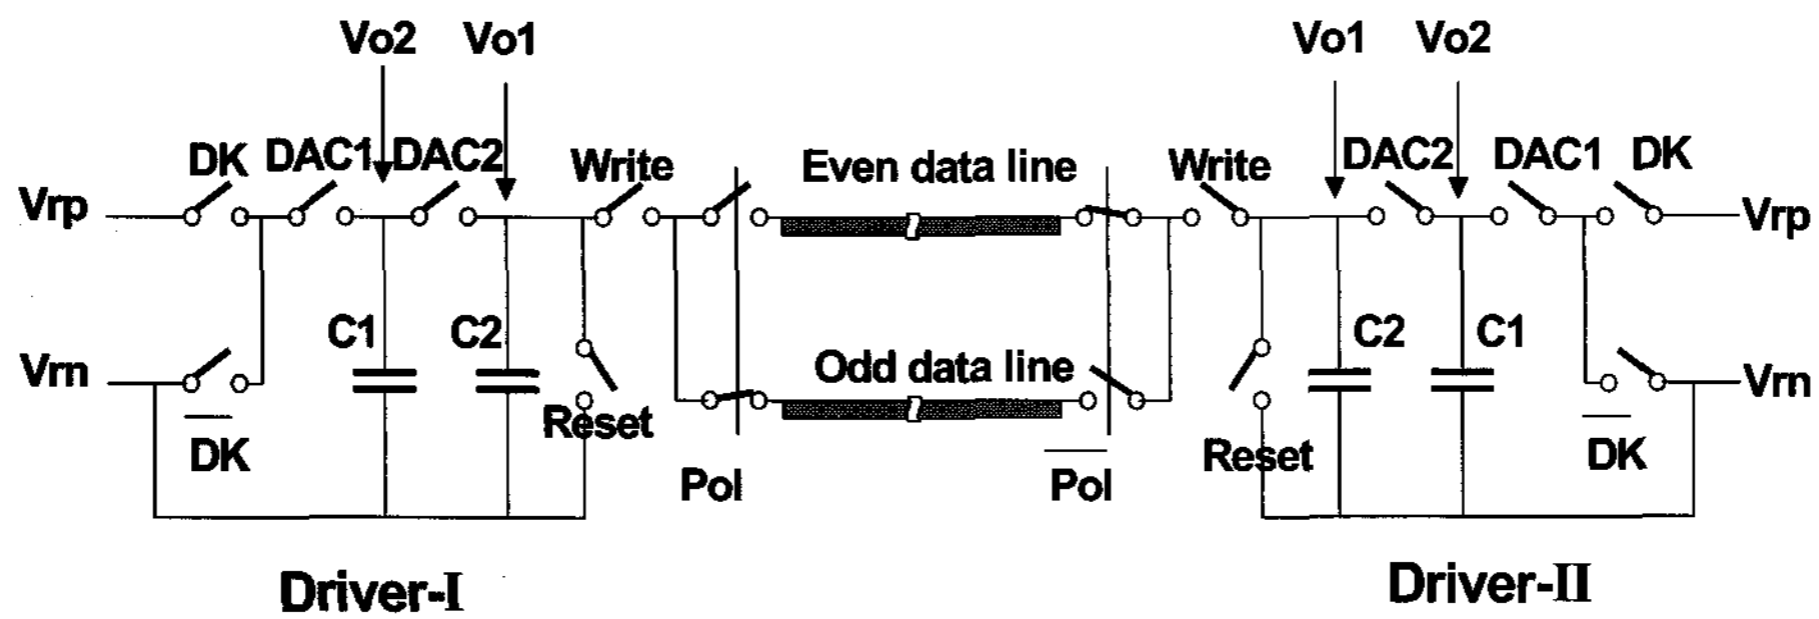 Vo2 Vo1 Vo1 Vo2
DK DAC1 DAC2 Write Even data line Write DAC2 DAC1 DK
Vrp Vrp
C1 C2 C2 C1
Vrn Odd data line Vrn
Reset Reset
DK Pol Pol DK
Driver-I Driver-II